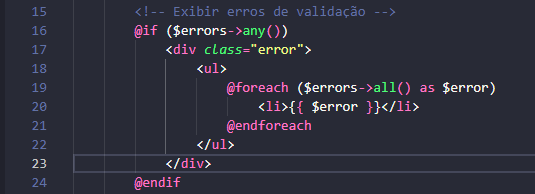 15 <!-- Exibir erros de validação -->
16 @if ($errors->any())
17 <div class="error">
18 <ul>
19 @foreach ($errors->all() as $error)
20 <li>{{ $error }}</li>
21 @endforeach
22 </ul>
23 </div>
24 @endif